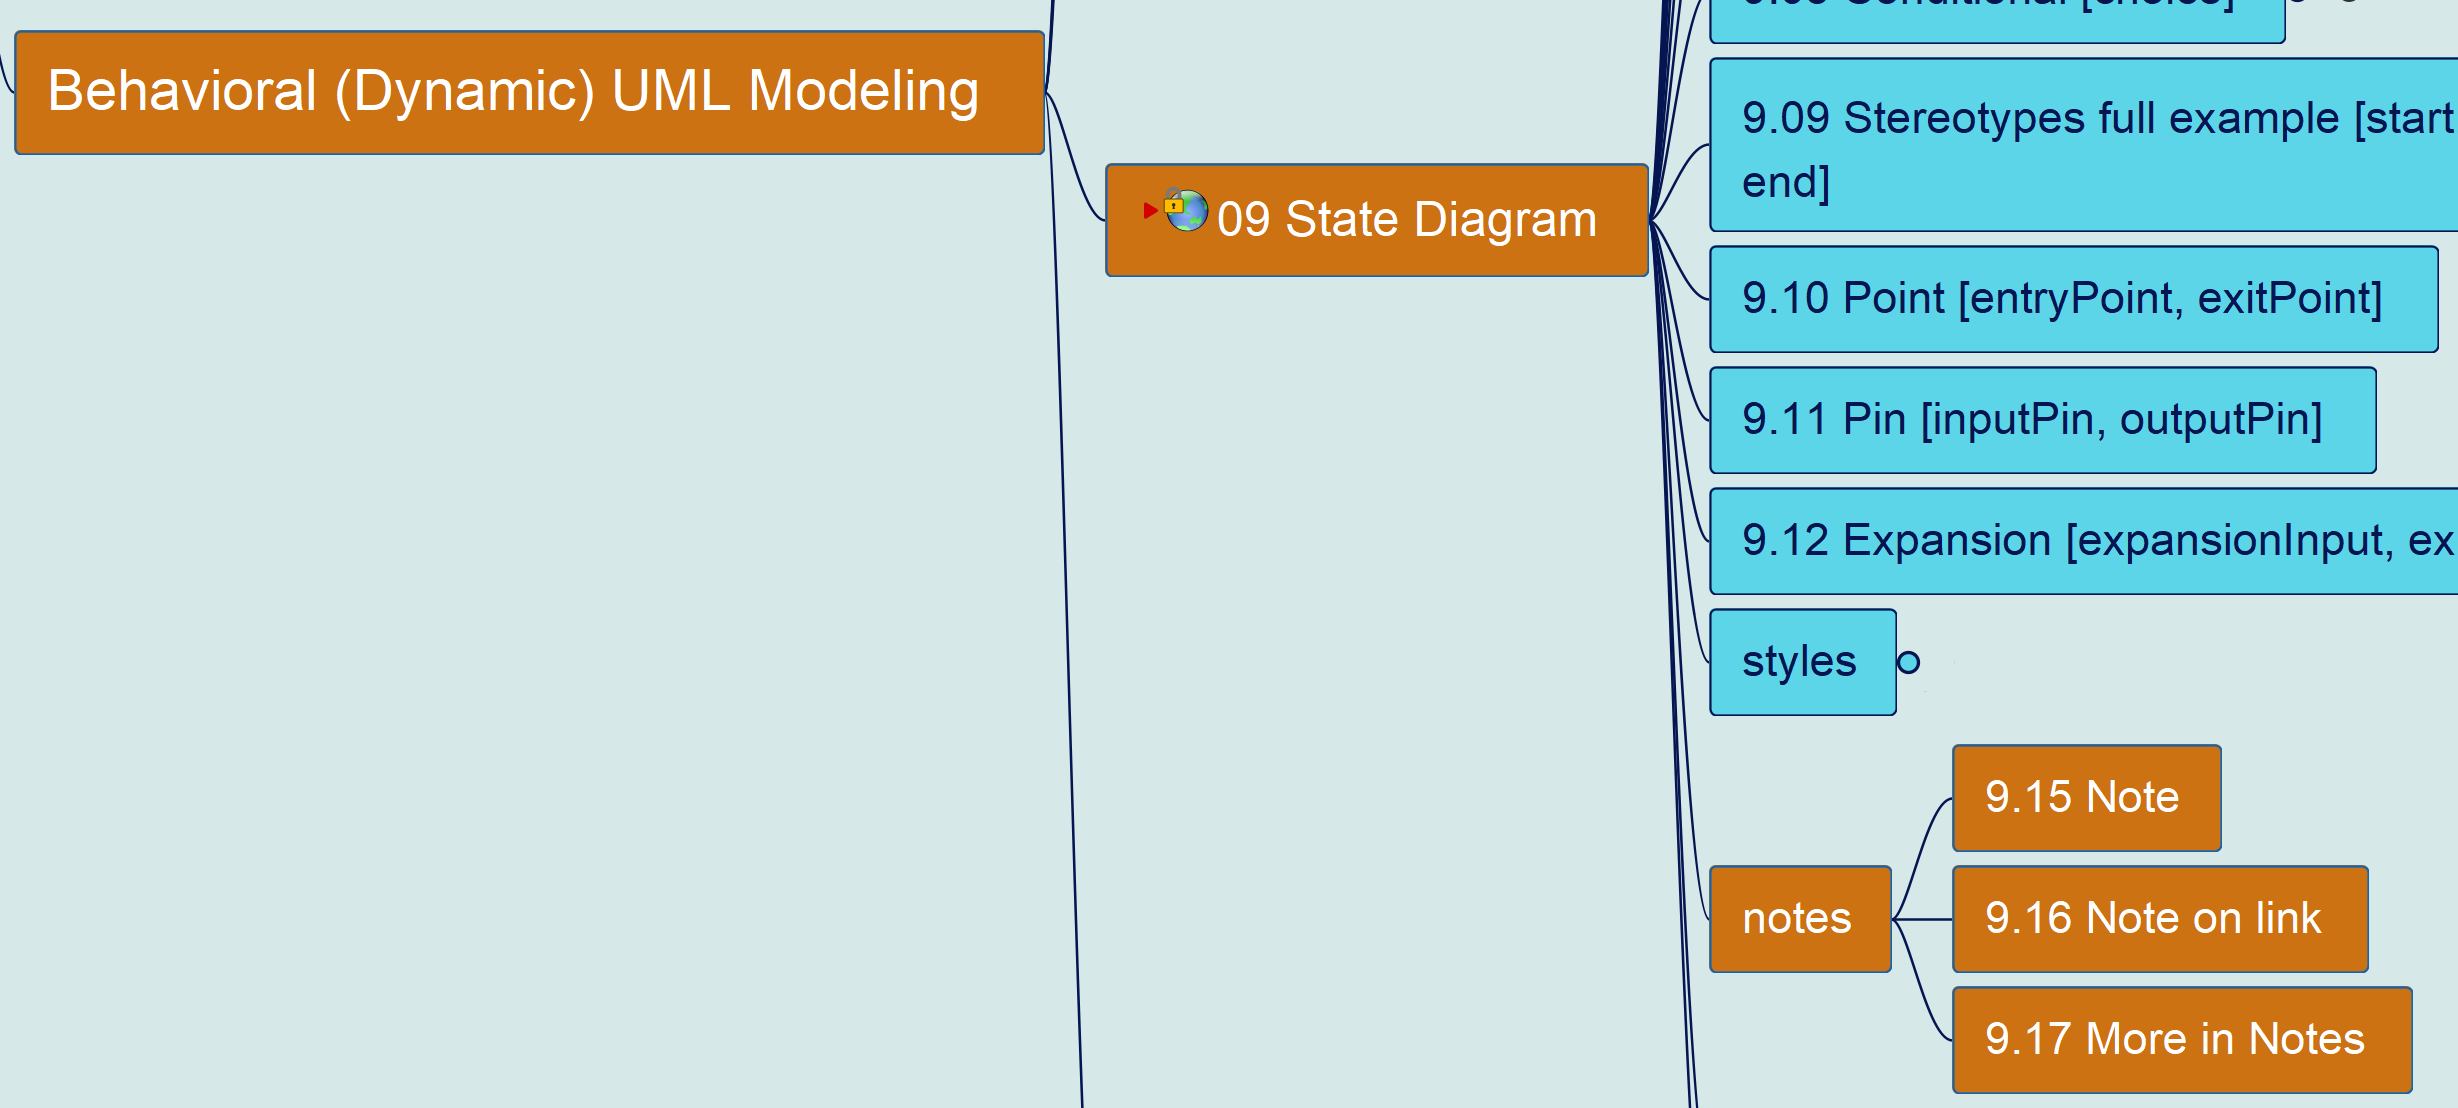 Behavioral (Dynamic) UML Modeling
09 State Diagram
Conditional [choice]
9.09 Stereotypes full example [start
end]
9.10 Point [entryPoint, exitPoint]
9.11 Pin [inputPin, outputPin]
9.12 Expansion [expansionInput, ex
styles
notes
9.15 Note
9.16 Note on link
9.17 More in Notes